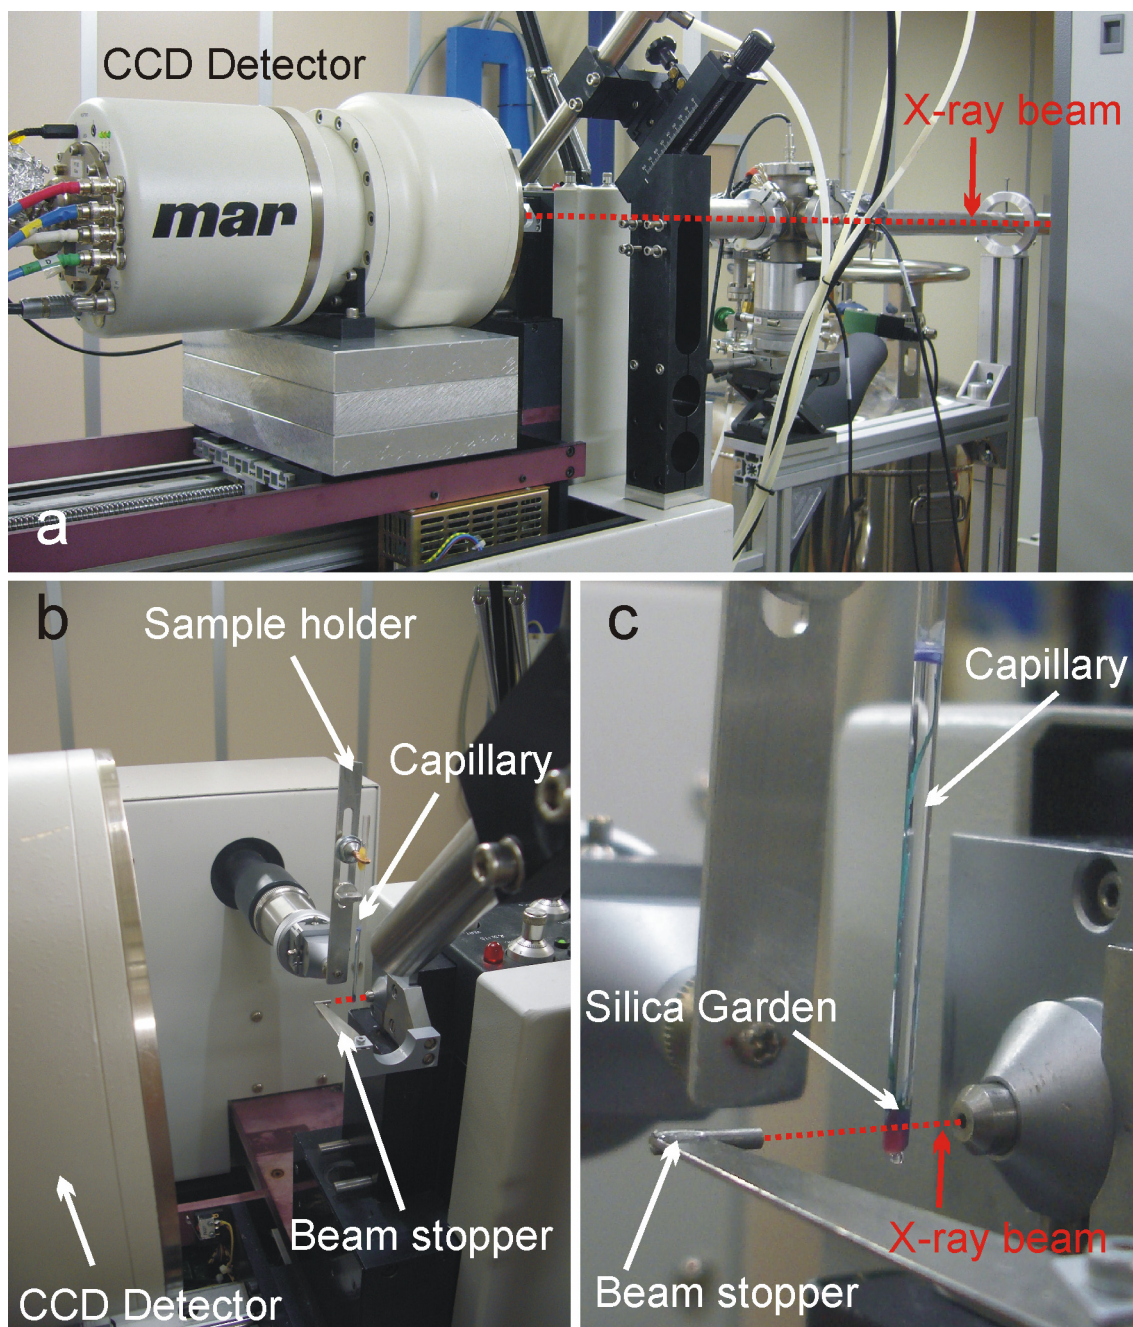 CCD Detector
X-ray beam
mar
a
b
Sample holder
Capillary
Beam stopper
CCD Detector
c
Capillary
Silica Garden
X-ray beam
Beam stopper